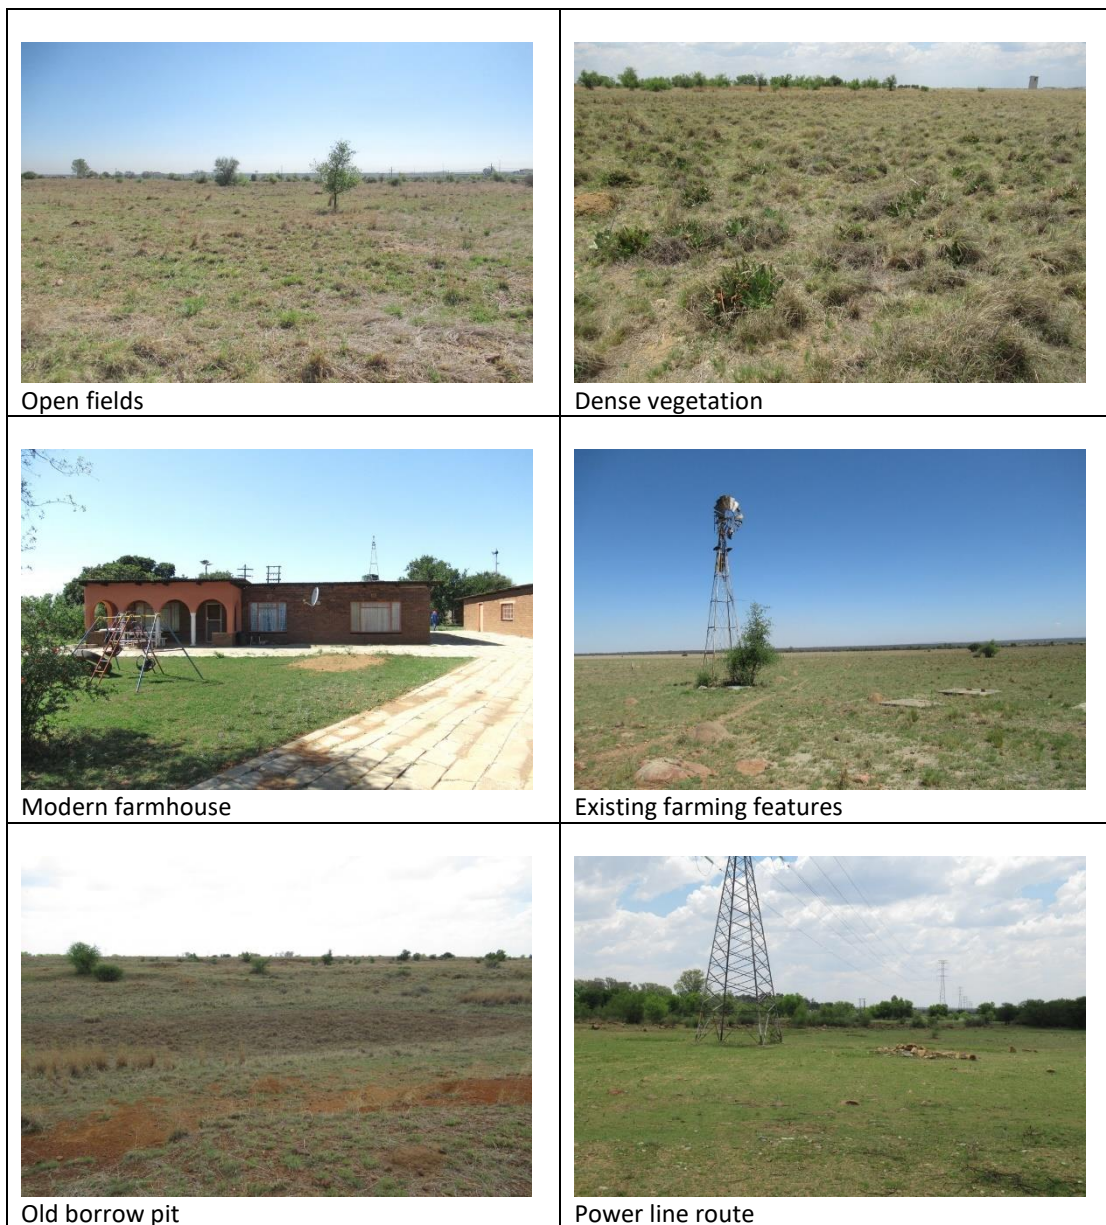 Open fields
Dense vegetation
Modern farmhouse
Existing farming features
Old borrow pit
Power line route